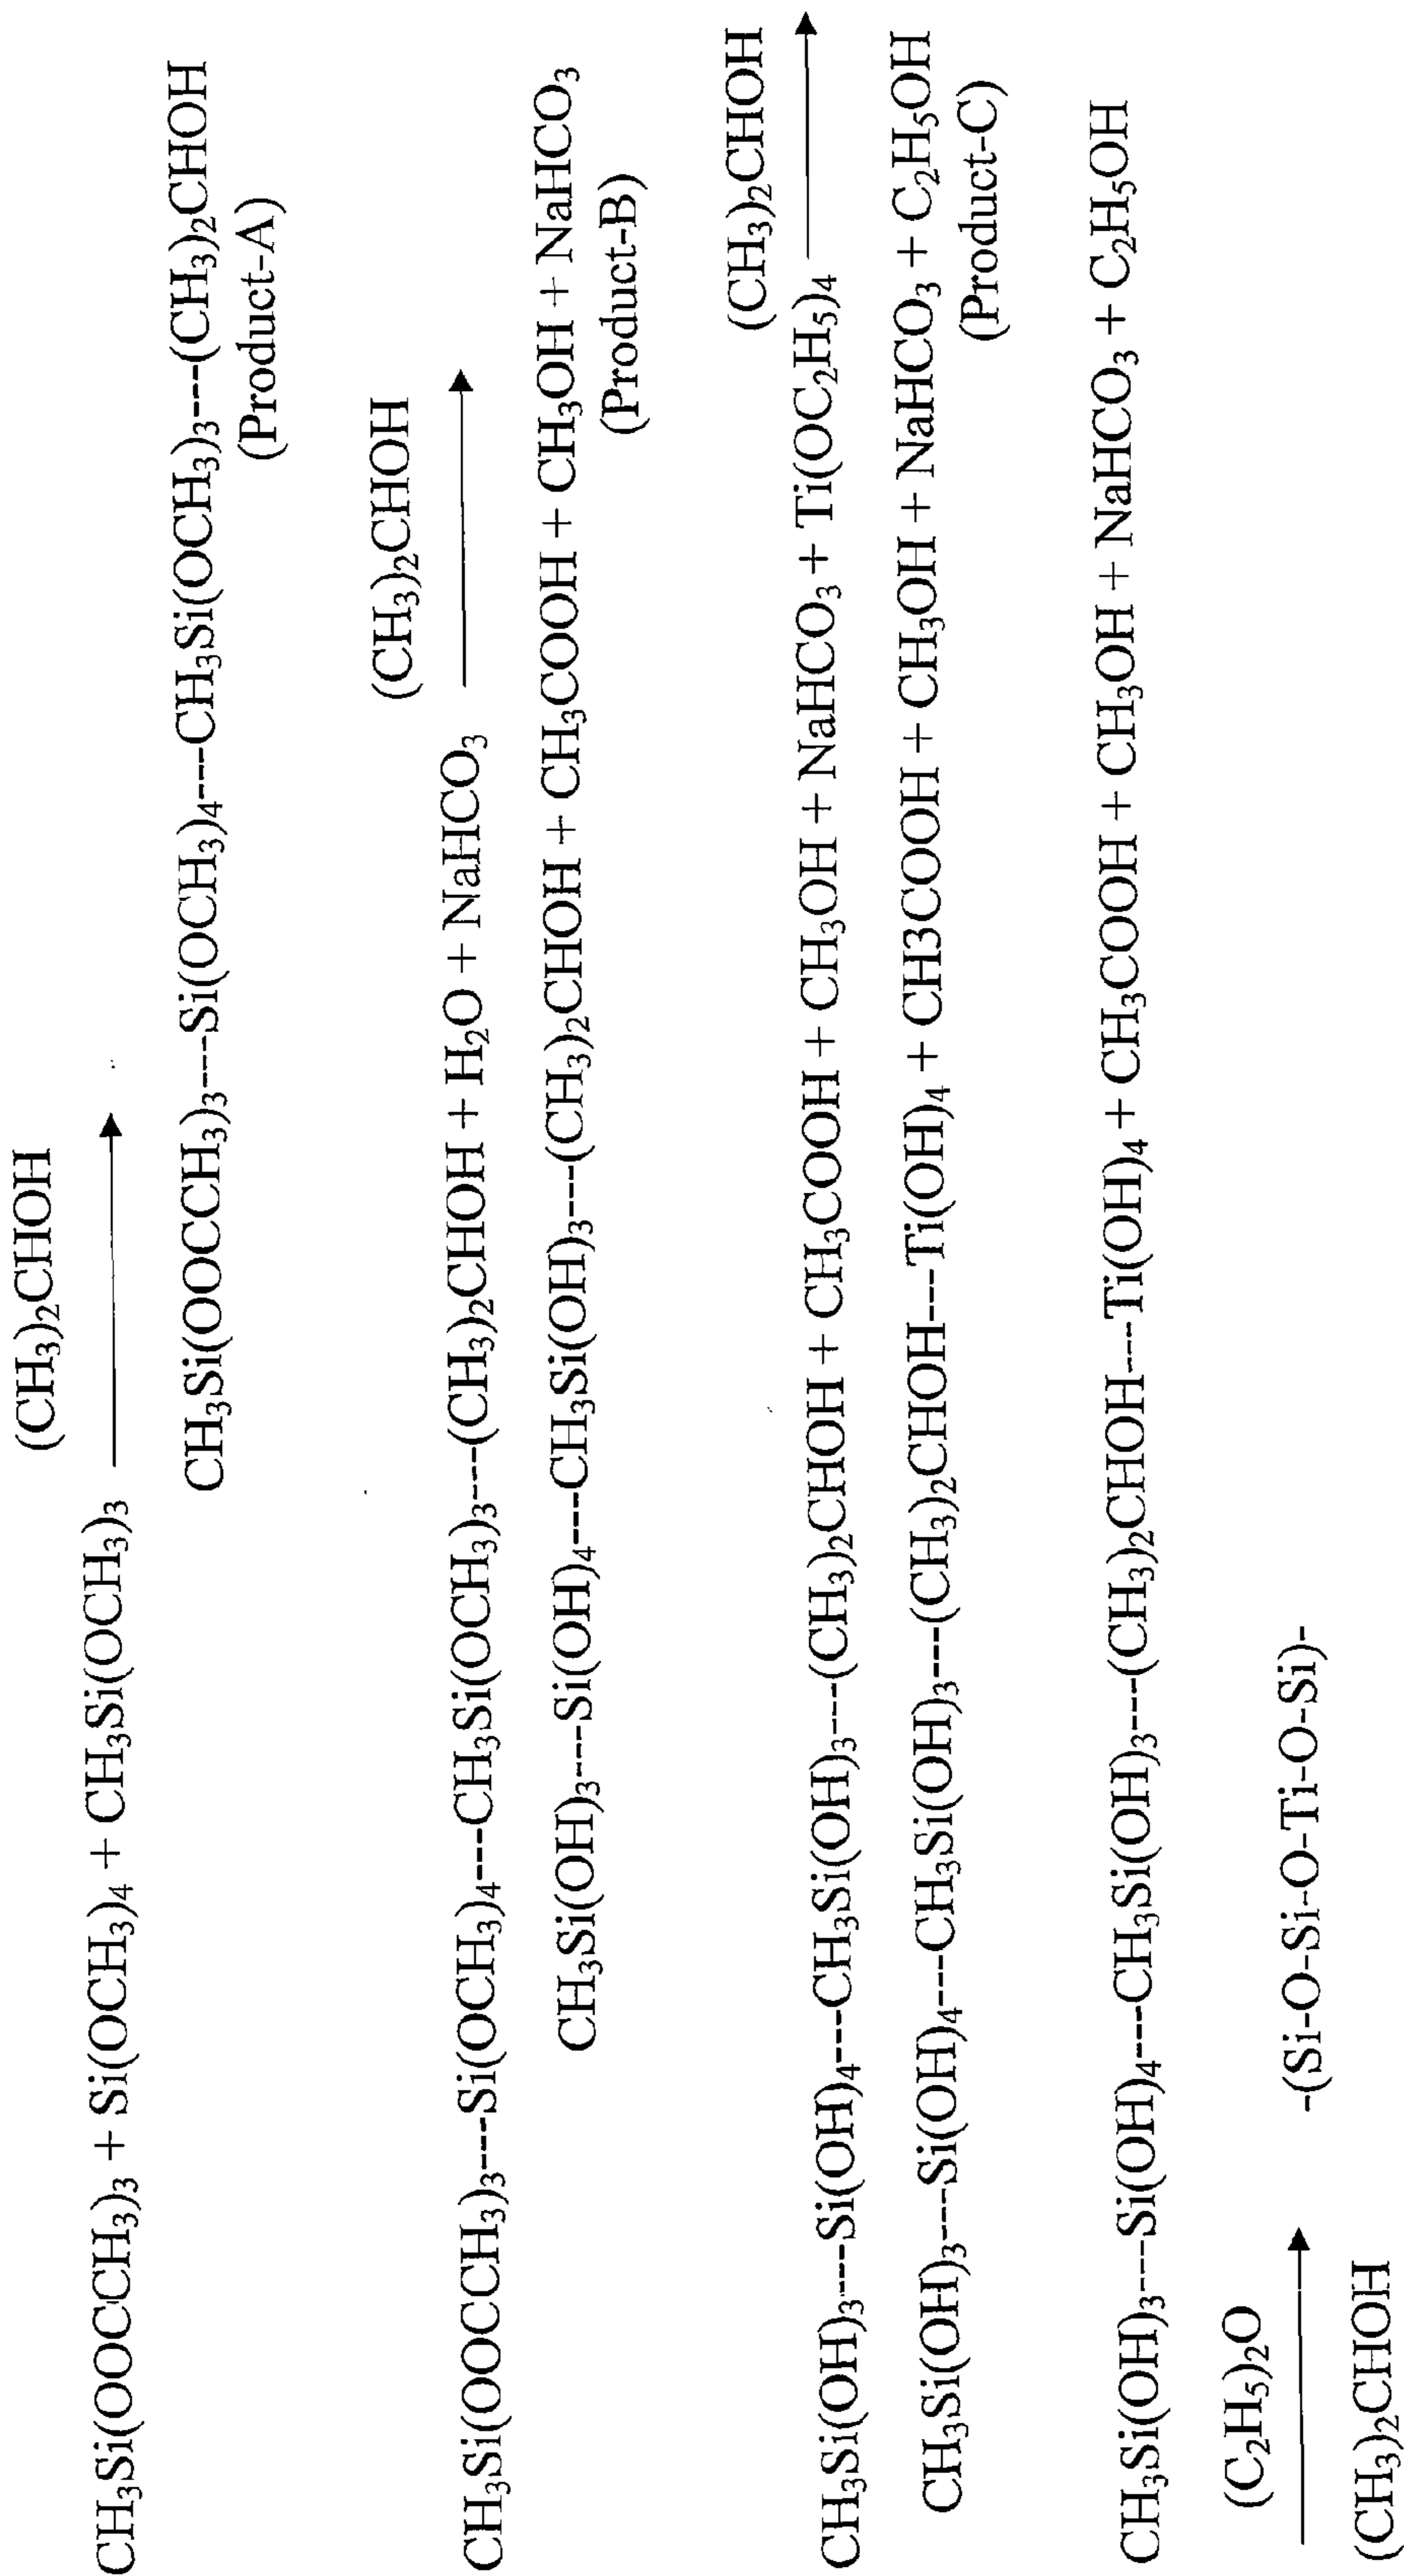 (CH₃)₂CHOH
CH₃Si(OOCCH₃)₃ + Si(OCH₃)₄ + CH₃Si(OCH₃)₃ ⟶
CH₃Si(OOCCH₃)₃----Si(OCH₃)₄----CH₃Si(OCH₃)₃----(CH₃)₂CHOH
(Product-A)
(CH₃)₂CHOH
CH₃Si(OOCCH₃)₃----Si(OCH₃)₄----CH₃Si(OCH₃)₃----(CH₃)₂CHOH + H₂O + NaHCO₃ ⟶
CH₃Si(OH)₃----Si(OH)₄----CH₃Si(OH)₃----(CH₃)₂CHOH + CH₃COOH + CH₃OH + NaHCO₃
(Product-B)
(CH₃)₂CHOH
CH₃Si(OH)₃----Si(OH)₄----CH₃Si(OH)₃----(CH₃)₂CHOH + CH₃COOH + CH₃OH + NaHCO₃ + Ti(OC₂H₅)₄ ⟶
CH₃Si(OH)₃----Si(OH)₄----CH₃Si(OH)₃----(CH₃)₂CHOH----Ti(OH)₄ + CH3COOH + CH₃OH + NaHCO₃ + C₂H₅OH
(Product-C)
CH₃Si(OH)₃----Si(OH)₄----CH₃Si(OH)₃----(CH₃)₂CHOH----Ti(OH)₄ + CH₃COOH + CH₃OH + NaHCO₃ + C₂H₅OH
(C₂H₅)₂O
⟶ -(Si-O-Si-O-Ti-O-Si)-
(CH₃)₂CHOH